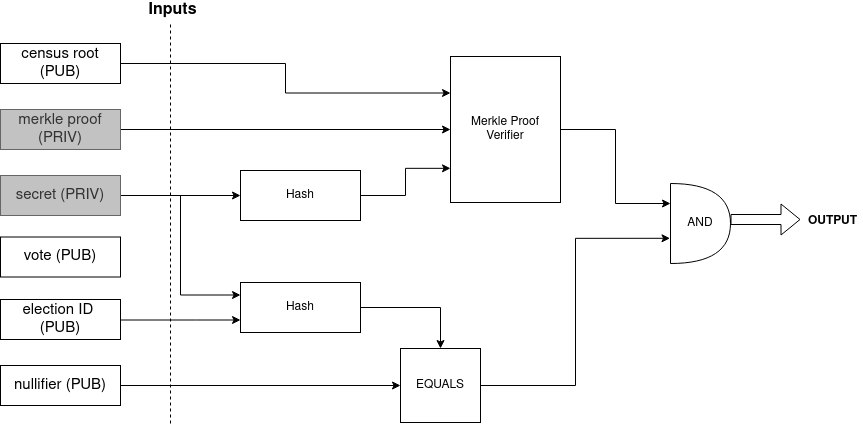 Inputs
census root
(PUB)
merkle proof
(PRIV)
secret (PRIV)
vote (PUB)
election ID
(PUB)
nullifier (PUB)
Hash
Hash
Merkle Proof
Verifier
EQUALS
AND
OUTPUT